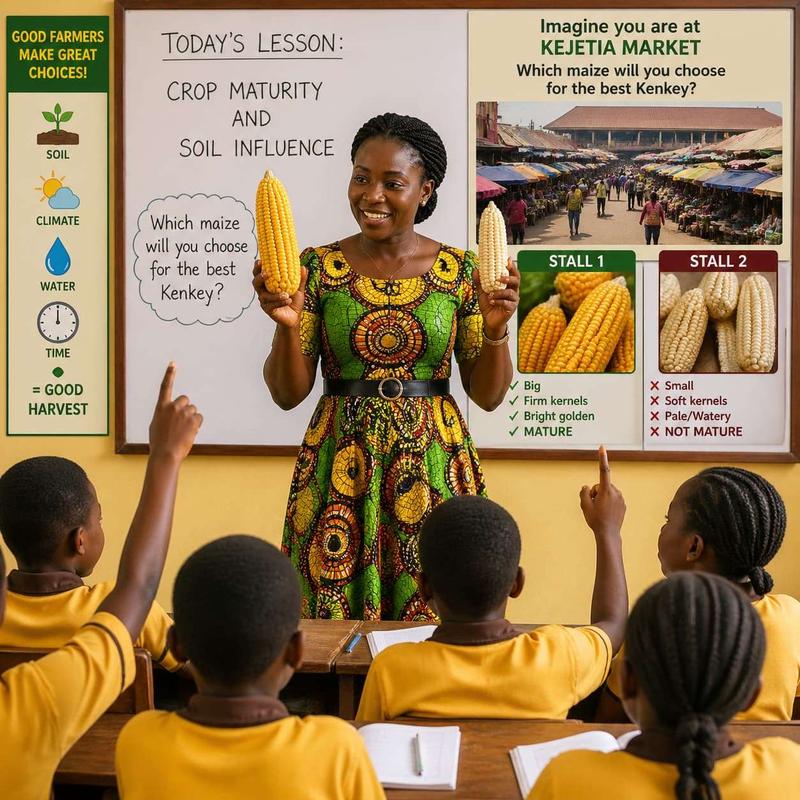 GOOD FARMERS
MAKE GREAT
CHOICES!
SOIL
CLIMATE
WATER
TIME
= GOOD
HARVEST
TODAY'S LESSON:
CROP MATURITY
AND
SOIL INFLUENCE
Which maize
will you choose
for the best
Kenkey?
Imagine you are at
KEJETIA MARKET
Which maize will you choose
for the best Kenkey?
STALL 1
✓ Big
✓ Firm kernels
✓ Bright golden
✓ MATURE
STALL 2
✗ Small
✗ Soft kernels
✗ Pale/Watery
✗ NOT MATURE